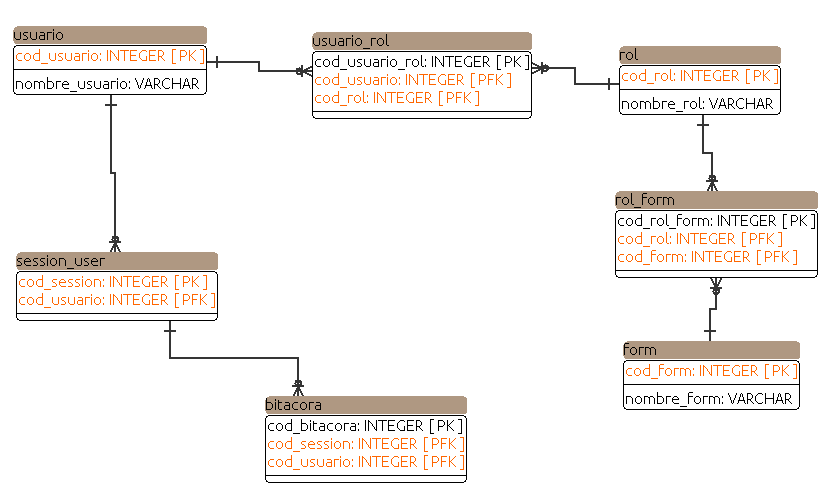 usuario
cod_usuario: INTEGER [PK]
nombre_usuario: VARCHAR
usuario_rol
cod_usuario_rol: INTEGER [PK]
cod_usuario: INTEGER [PFK]
cod_rol: INTEGER [PFK]
rol
cod_rol: INTEGER [PK]
nombre_rol: VARCHAR
rol_form
cod_rol_form: INTEGER [PK]
cod_rol: INTEGER [PFK]
cod_form: INTEGER [PFK]
session_user
cod_session: INTEGER [PK]
cod_usuario: INTEGER [PFK]
form
cod_form: INTEGER [PK]
nombre_form: VARCHAR
bitacora
cod_bitacora: INTEGER [PK]
cod_session: INTEGER [PFK]
cod_usuario: INTEGER [PFK]